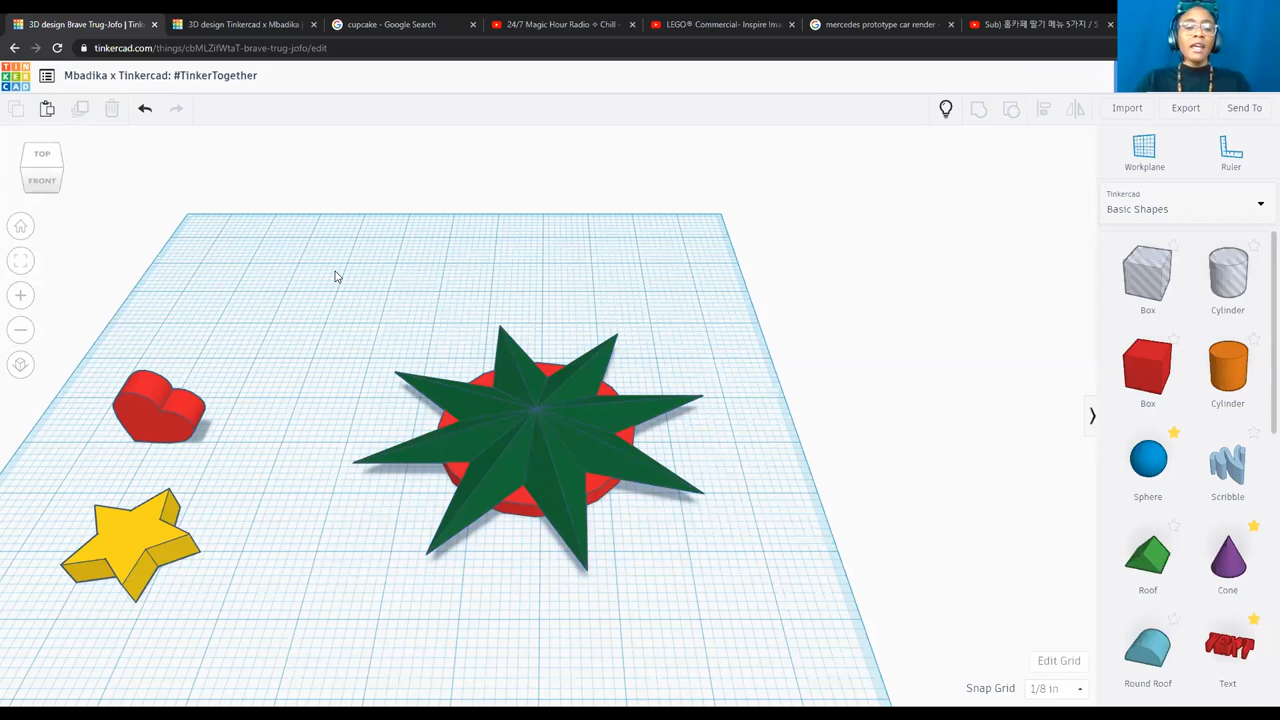 3D design Brave Trug-Jofo | Tink
3D design Tinkercad x Mbadika |
cupcake - Google Search
24/7 Magic Hour Radio ✧ Chill -
LEGO® Commercial- Inspire Ima
mercedes prototype car render -
Sub) 홈카페 딸기 메뉴 5가지 / 5
tinkercad.com/things/cbMLZifWtaT-brave-trug-jofo/edit
TIN
KER
CAD
Mbadika x Tinkercad: #TinkerTogether
Import
Export
Send To
TOP
FRONT
Workplane
Ruler
Tinkercad
Basic Shapes
Box
Cylinder
Box
Cylinder
Sphere
Scribble
Roof
Cone
TEXT
Round Roof
Text
Edit Grid
Snap Grid
1/8 in